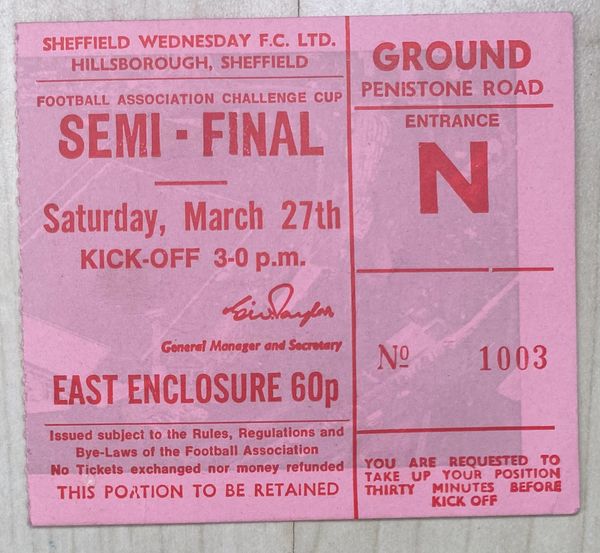 SHEFFIELD WEDNESDAY F.C. LTD.
HILLSBOROUGH, SHEFFIELD
FOOTBALL ASSOCIATION CHALLENGE CUP
SEMI - FINAL
Saturday, March 27th
KICK-OFF 3-0 p.m.
General Manager and Secretary
EAST ENCLOSURE 60p
Issued subject to the Rules, Regulations and
Bye-Laws of the Football Association
No Tickets exchanged nor money refunded
THIS PORTION TO BE RETAINED
GROUND
PENISTONE ROAD
ENTRANCE
N
Nº 1003
YOU ARE REQUESTED TO
TAKE UP YOUR POSITION
THIRTY MINUTES BEFORE
KICK OFF